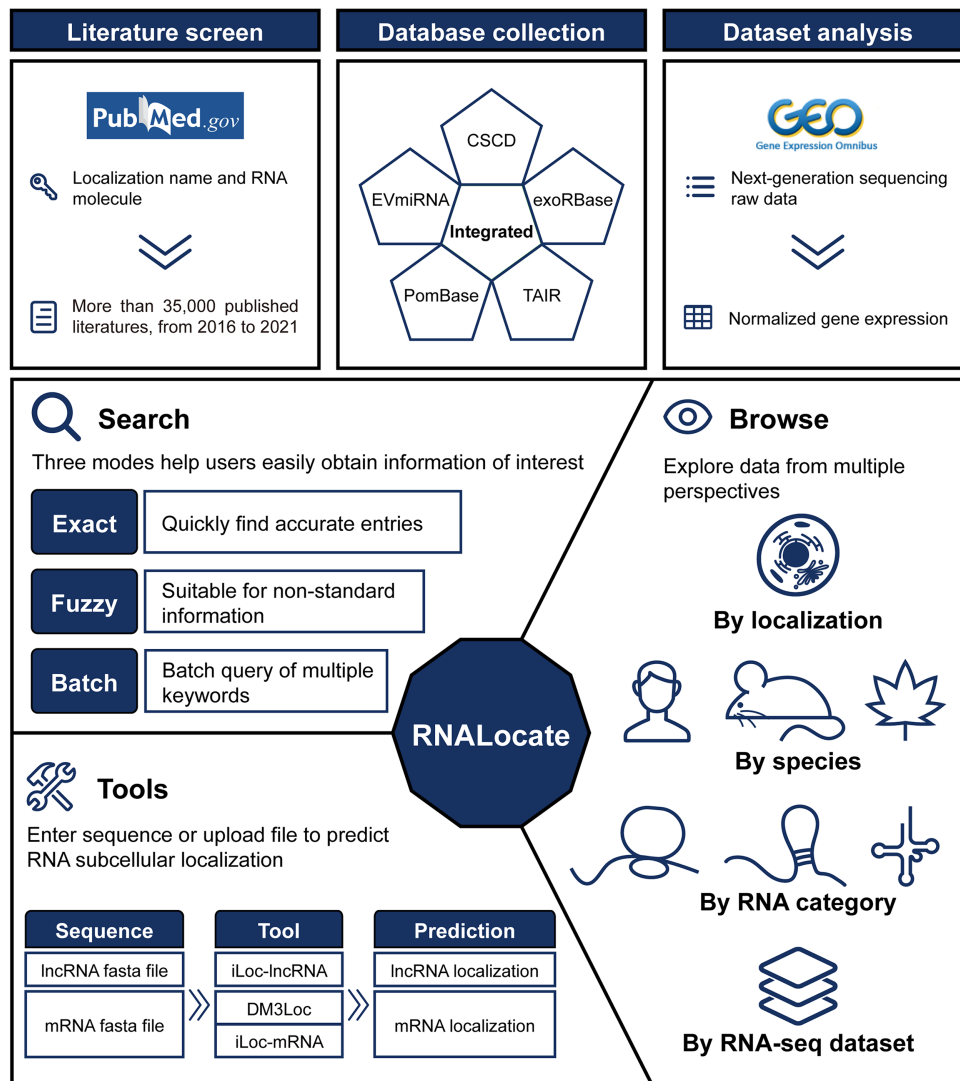 Literature screen
Database collection
Dataset analysis
PubMed.gov
Localization name and RNA
molecule
More than 35,000 published
literatures, from 2016 to 2021
CSCD
EVmiRNA
exoRBase
Integrated
PomBase
TAIR
GEO
Gene Expression Omnibus
Next-generation sequencing
raw data
Normalized gene expression
Search
Three modes help users easily obtain information of interest
Exact
Quickly find accurate entries
Fuzzy
Suitable for non-standard
information
Batch
Batch query of multiple
keywords
RNALocate
Browse
Explore data from multiple
perspectives
By localization
By species
By RNA category
By RNA-seq dataset
Tools
Enter sequence or upload file to predict
RNA subcellular localization
Sequence
Tool
Prediction
lncRNA fasta file
iLoc-lncRNA
lncRNA localization
mRNA fasta file
DM3Loc
iLoc-mRNA
mRNA localization